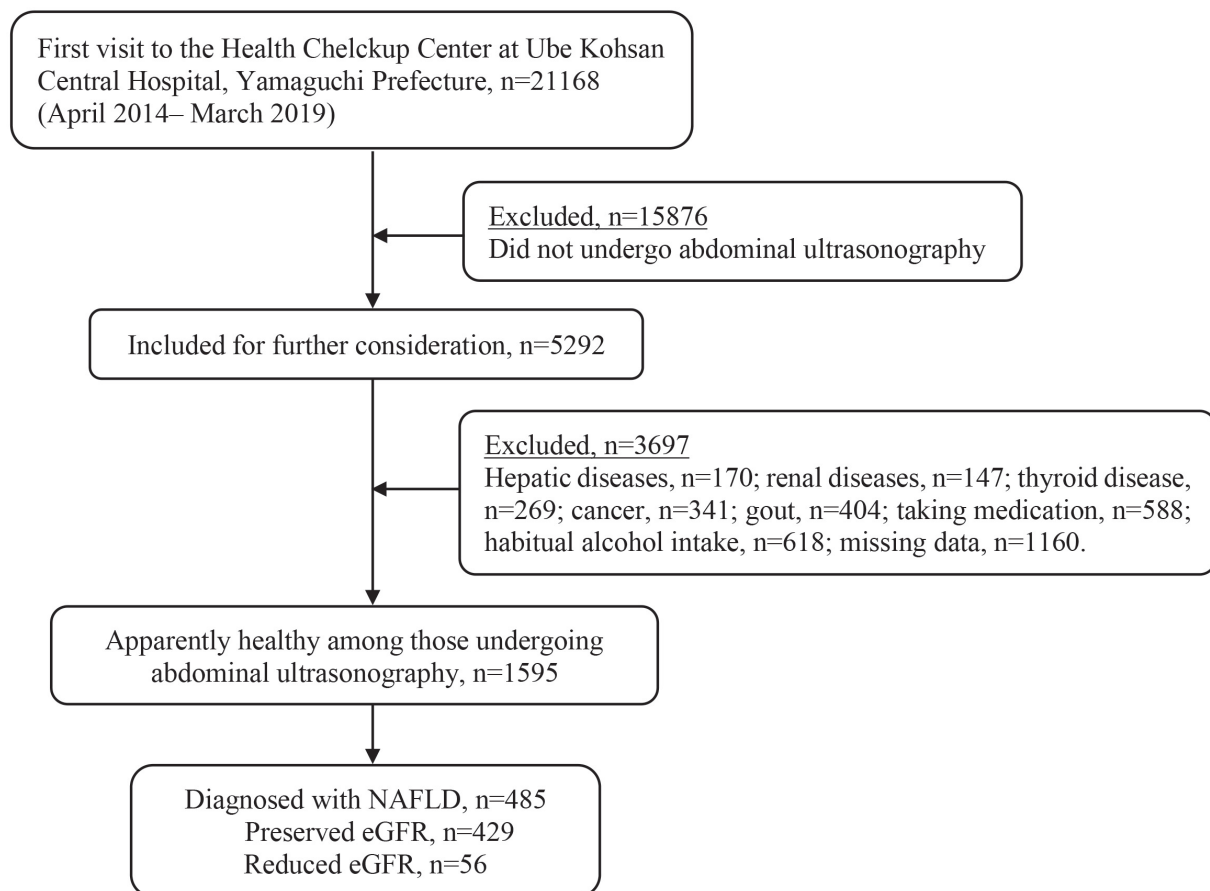 First visit to the Health Chelckup Center at Ube Kohsan
Central Hospital, Yamaguchi Prefecture, n=21168
(April 2014– March 2019)
Excluded, n=15876
Did not undergo abdominal ultrasonography
Included for further consideration, n=5292
Excluded, n=3697
Hepatic diseases, n=170; renal diseases, n=147; thyroid disease,
n=269; cancer, n=341; gout, n=404; taking medication, n=588;
habitual alcohol intake, n=618; missing data, n=1160.
Apparently healthy among those undergoing
abdominal ultrasonography, n=1595
Diagnosed with NAFLD, n=485
Preserved eGFR, n=429
Reduced eGFR, n=56